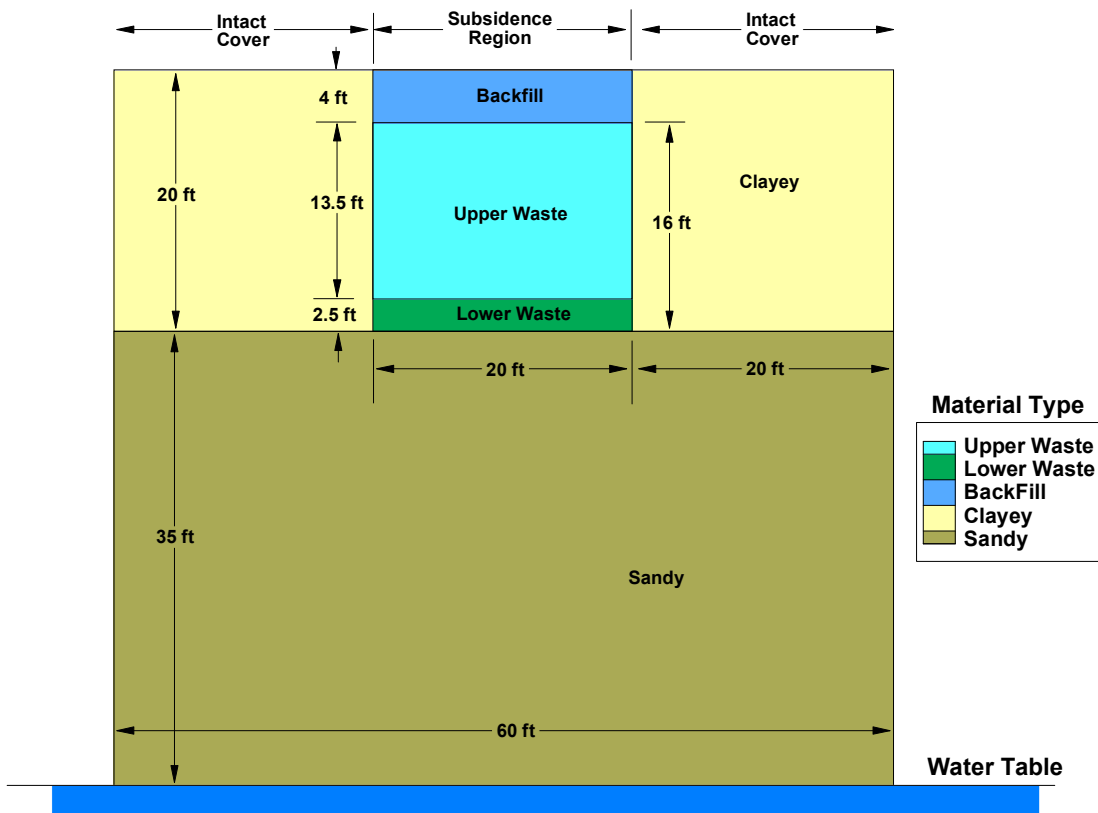 Intact
Cover
Subsidence
Region
Intact
Cover
4 ft
Backfill
20 ft
13.5 ft
Upper Waste
Clayey
16 ft
2.5 ft
Lower Waste
20 ft
20 ft
Material Type
Upper Waste
Lower Waste
BackFill
Clayey
Sandy
35 ft
Sandy
60 ft
Water Table